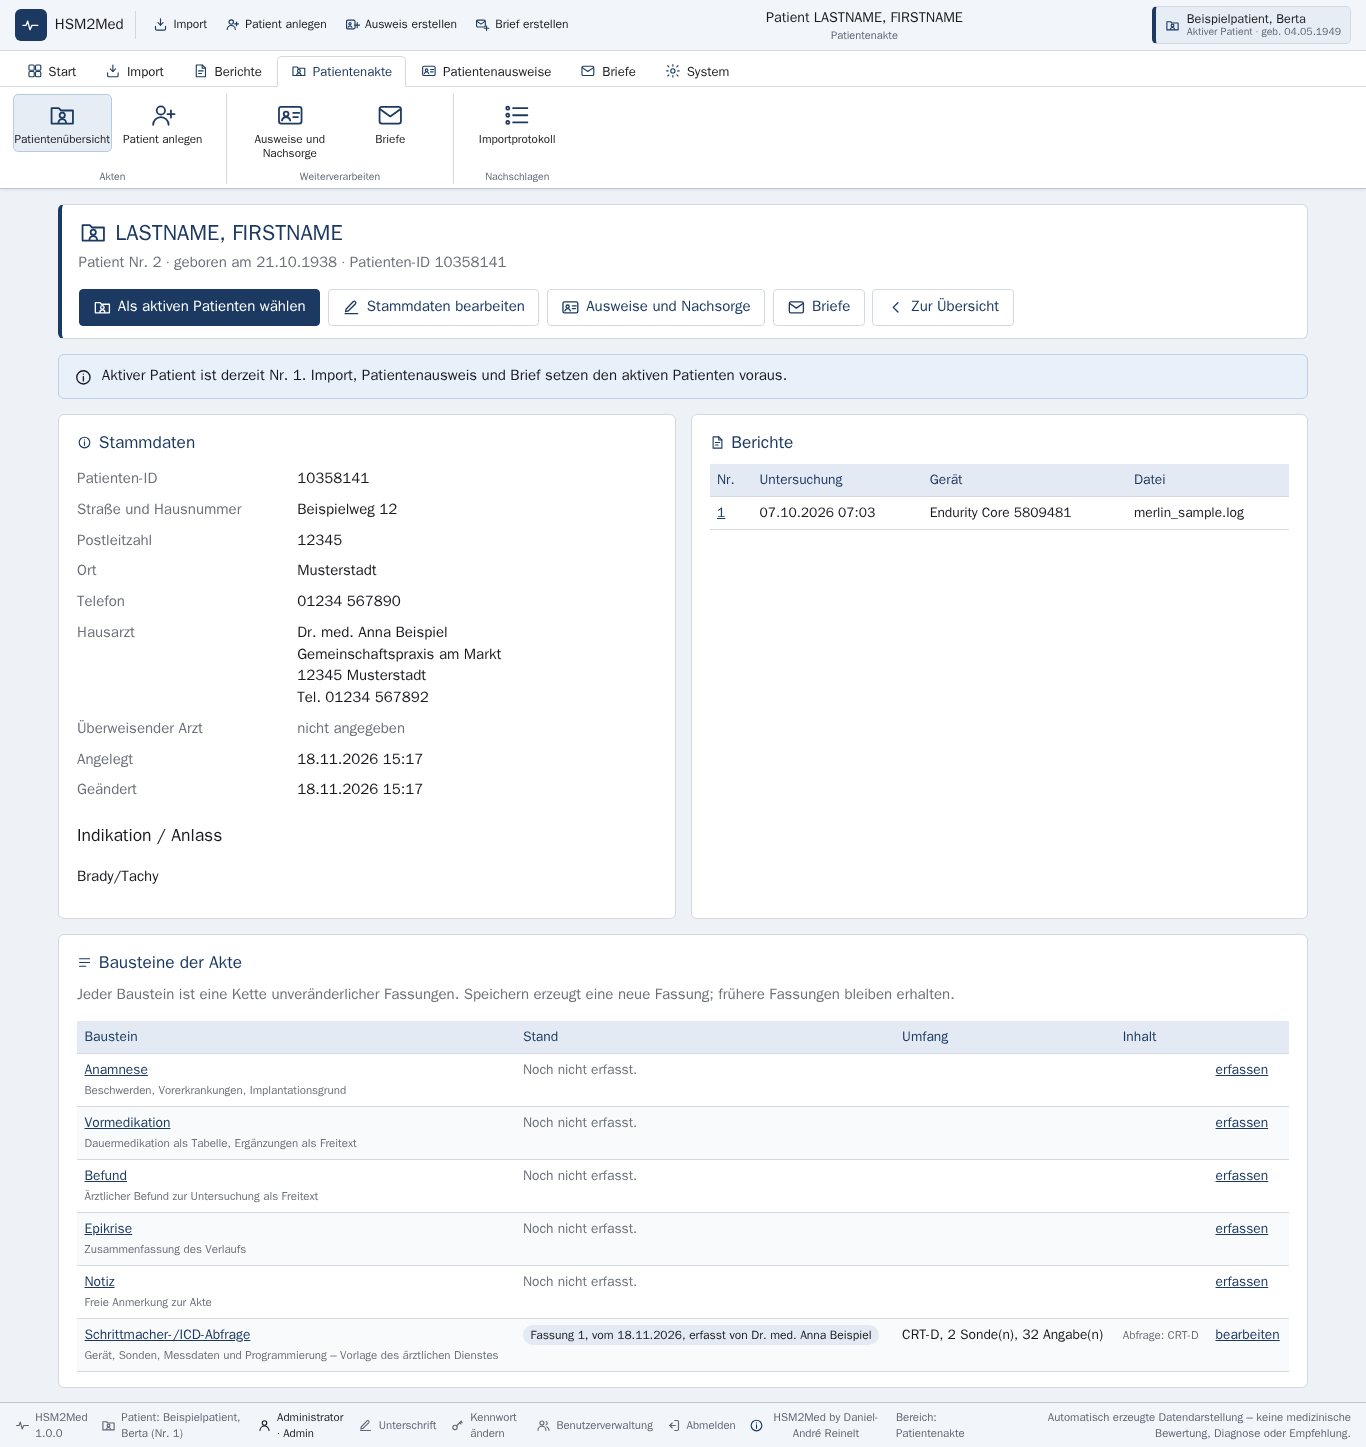 HSM2Med
Import
Patient anlegen
Ausweis erstellen
Brief erstellen
Patient LASTNAME, FIRSTNAME
Patientenakte
Beispielpatient, Berta
Aktiver Patient · geb. 04.05.1949
Start
Import
Berichte
Patientenakte
Patientenausweise
Briefe
System
Patientenübersicht
Patient anlegen
Ausweise und
Nachsorge
Briefe
Importprotokoll
Akten
Weiterverarbeiten
Nachschlagen
LASTNAME, FIRSTNAME
Patient Nr. 2 · geboren am 21.10.1938 · Patienten-ID 10358141
Als aktiven Patienten wählen
Stammdaten bearbeiten
Ausweise und Nachsorge
Briefe
Zur Übersicht
Aktiver Patient ist derzeit Nr. 1. Import, Patientenausweis und Brief setzen den aktiven Patienten voraus.
Stammdaten
Patienten-ID 10358141
Straße und Hausnummer Beispielweg 12
Postleitzahl 12345
Ort Musterstadt
Telefon 01234 567890
Hausarzt Dr. med. Anna Beispiel
Gemeinschaftspraxis am Markt
12345 Musterstadt
Tel. 01234 567892
Überweisender Arzt nicht angegeben
Angelegt 18.11.2026 15:17
Geändert 18.11.2026 15:17
Indikation / Anlass
Brady/Tachy
Berichte
Nr. Untersuchung Gerät Datei
1 07.10.2026 07:03 Endurity Core 5809481 merlin_sample.log
Bausteine der Akte
Jeder Baustein ist eine Kette unveränderlicher Fassungen. Speichern erzeugt eine neue Fassung; frühere Fassungen bleiben erhalten.
Baustein Stand Umfang Inhalt
Anamnese Noch nicht erfasst. erfassen
Beschwerden, Vorerkrankungen, Implantationsgrund
Vormedikation Noch nicht erfasst. erfassen
Dauermedikation als Tabelle, Ergänzungen als Freitext
Befund Noch nicht erfasst. erfassen
Ärztlicher Befund zur Untersuchung als Freitext
Epikrise Noch nicht erfasst. erfassen
Zusammenfassung des Verlaufs
Notiz Noch nicht erfasst. erfassen
Freie Anmerkung zur Akte
Schrittmacher-/ICD-Abfrage Fassung 1, vom 18.11.2026, erfasst von Dr. med. Anna Beispiel CRT-D, 2 Sonde(n), 32 Angabe(n) Abfrage: CRT-D bearbeiten
Gerät, Sonden, Messdaten und Programmierung – Vorlage des ärztlichen Dienstes
HSM2Med
1.0.0
Patient: Beispielpatient,
Berta (Nr. 1)
Administrator
· Admin
Unterschrift
Kennwort
ändern
Benutzerverwaltung
Abmelden
HSM2Med by Daniel-
André Reinelt
Bereich:
Patientenakte
Automatisch erzeugte Datendarstellung – keine medizinische
Bewertung, Diagnose oder Empfehlung.